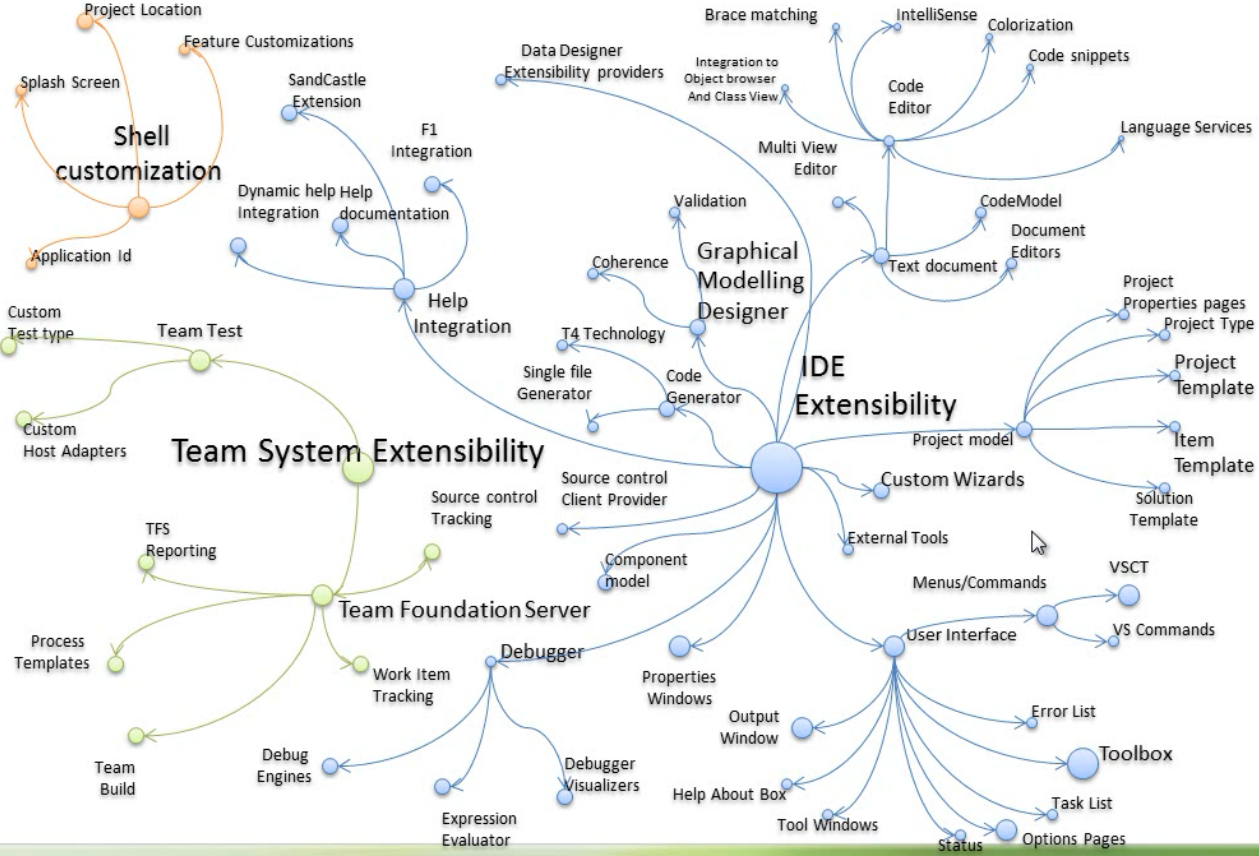 Project Location
Feature Customizations
Splash Screen
Shell
customization
Application Id
SandCastle
Extension
F1
Integration
Dynamic help
Integration
Help
documentation
Help
Integration
Data Designer
Extensibility providers
Brace matching
IntelliSense
Colorization
Code snippets
Integration to
Object browser
And Class View
Code
Editor
Language Services
Multi View
Editor
CodeModel
Document
Editors
Text document
Validation
Graphical
Modelling
Designer
Coherence
T4 Technology
Single file
Generator
Code
Generator
IDE
Extensibility
Project
Properties pages
Project Type
Project
Template
Project model
Item
Template
Solution
Template
Custom Wizards
External Tools
Source control
Client Provider
Component
model
Custom
Test type
Team Test
Custom
Host Adapters
Team System Extensibility
Source control
Tracking
TFS
Reporting
Team Foundation Server
Process
Templates
Work Item
Tracking
Team
Build
Debugger
Debug
Engines
Expression
Evaluator
Debugger
Visualizers
Properties
Windows
Menus/Commands
VSCT
VS Commands
User Interface
Output
Window
Error List
Toolbox
Help About Box
Tool Windows
Task List
Options Pages
Status